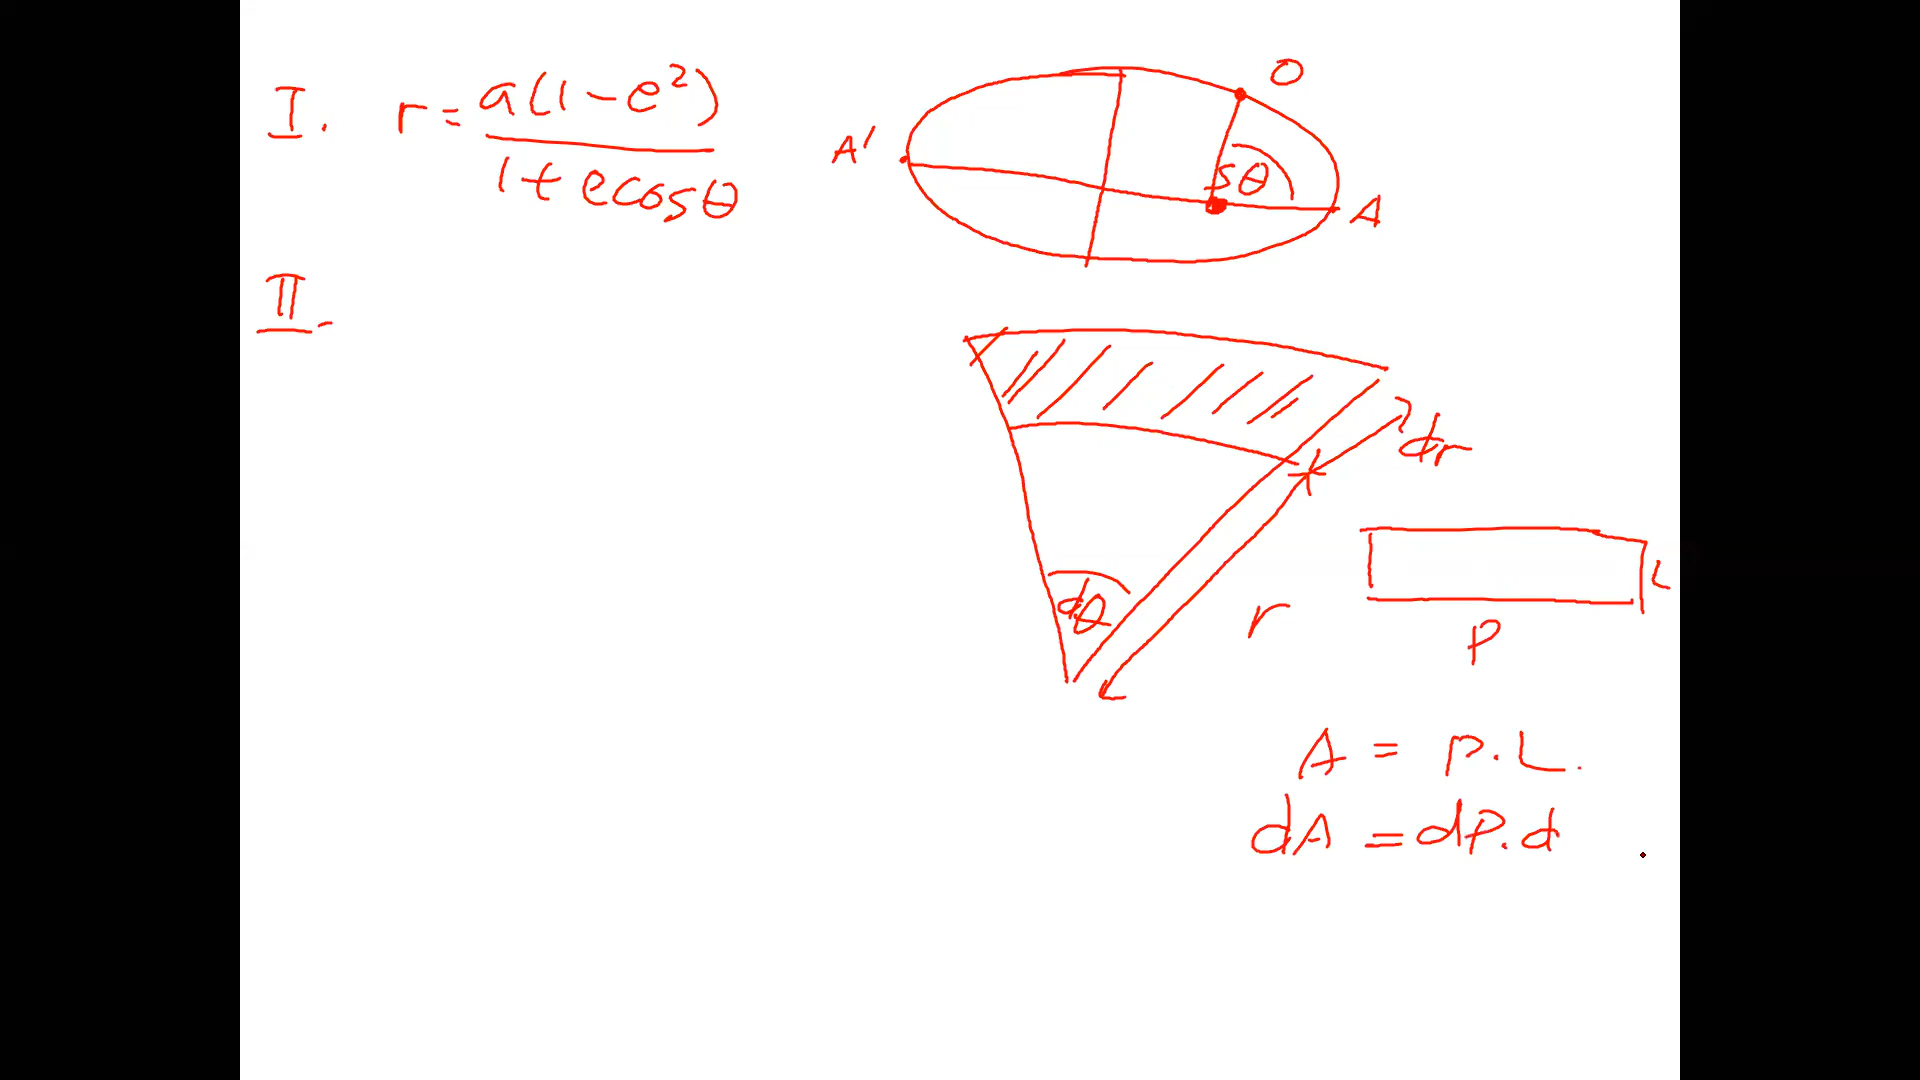 I. r = a(1-e²) / 1+ecosθ
O
A'
S θ
A
II.
dr
dθ
r
L
P
A = P.L.
dA = dP.d